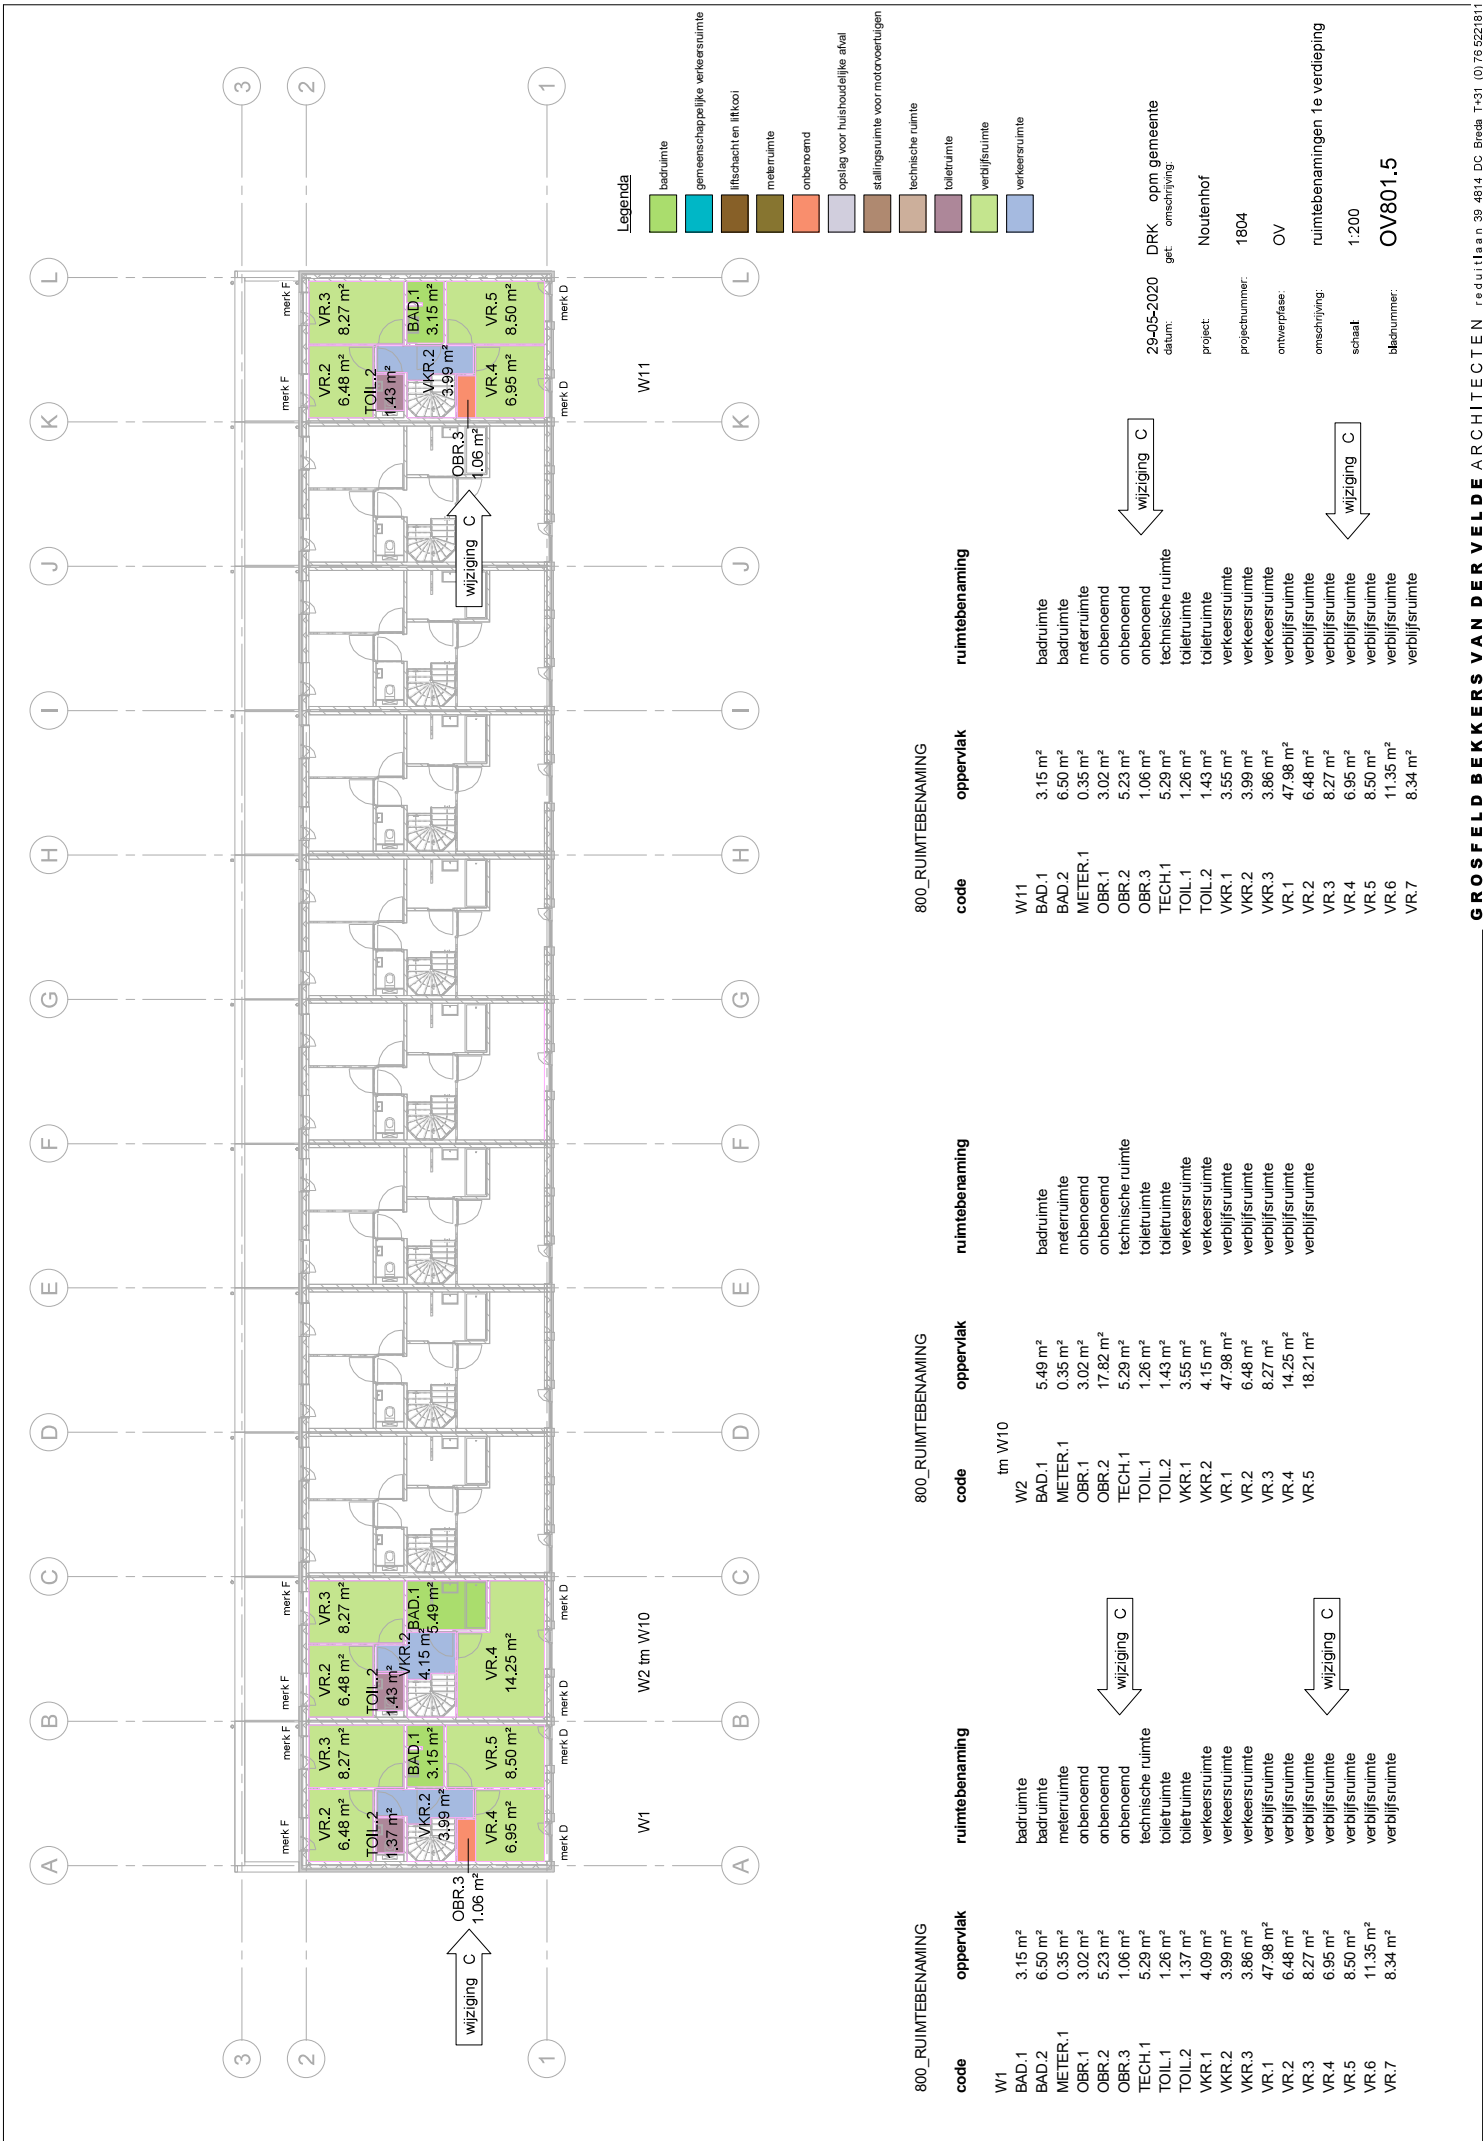 3
2
1
A
B
C
D
E
F
G
H
I
J
K
L
3
2
1
merk F
merk F
merk F
merk F
merk F
merk F
VR.2
6.48 m²
VR.3
8.27 m²
TOIL.2
1.37 m²
VKR.2
3.99 m²
BAD.1
3.15 m²
VR.4
6.95 m²
VR.5
8.50 m²
OBR.3
1.06 m²
wijziging C
VR.2
6.48 m²
VR.3
8.27 m²
TOIL.2
1.43 m²
VKR.2
4.15 m²
BAD.1
5.49 m²
VR.4
14.25 m²
VR.2
6.48 m²
VR.3
8.27 m²
TOIL.2
1.43 m²
VKR.2
3.99 m²
BAD.1
3.15 m²
VR.4
6.95 m²
VR.5
8.50 m²
OBR.3
1.06 m²
wijziging C
merk D
merk D
merk D
merk D
merk D
merk D
W1
W2 tm W10
W11
A
B
C
D
E
F
G
H
I
J
K
L
Legenda
badruimte
gemeenschappelijke verkeersruimte
liftschacht en liftkooi
meterruimte
onbenoemd
opslag voor huishoudelijke afval
stallingsruimte voor motorvoertuigen
technische ruimte
toiletruimte
verblijfsruimte
verkeersruimte
800_RUIMTEBENAMING
code oppervlak ruimtebenaming
W1
BAD.1 3.15 m² badruimte
BAD.2 6.50 m² badruimte
METER.1 0.35 m² meterruimte
OBR.1 3.02 m² onbenoemd
OBR.2 5.23 m² onbenoemd
OBR.3 1.06 m² onbenoemd
TECH.1 5.29 m² technische ruimte
TOIL.1 1.26 m² toiletruimte
TOIL.2 1.37 m² toiletruimte
VKR.1 4.09 m² verkeersruimte
VKR.2 3.99 m² verkeersruimte
VKR.3 3.86 m² verkeersruimte
VR.1 47.98 m² verblijfsruimte
VR.2 6.48 m² verblijfsruimte
VR.3 8.27 m² verblijfsruimte
VR.4 6.95 m² verblijfsruimte
VR.5 8.50 m² verblijfsruimte
VR.6 11.35 m² verblijfsruimte
VR.7 8.34 m² verblijfsruimte
wijziging C
wijziging C
800_RUIMTEBENAMING
code oppervlak ruimtebenaming
tm W10
W2
BAD.1 5.49 m² badruimte
METER.1 0.35 m² meterruimte
OBR.1 3.02 m² onbenoemd
OBR.2 17.82 m² onbenoemd
TECH.1 5.29 m² technische ruimte
TOIL.1 1.26 m² toiletruimte
TOIL.2 1.43 m² toiletruimte
VKR.1 3.55 m² verkeersruimte
VKR.2 4.15 m² verkeersruimte
VR.1 47.98 m² verblijfsruimte
VR.2 6.48 m² verblijfsruimte
VR.3 8.27 m² verblijfsruimte
VR.4 14.25 m² verblijfsruimte
VR.5 18.21 m² verblijfsruimte
800_RUIMTEBENAMING
code oppervlak ruimtebenaming
W11
BAD.1 3.15 m² badruimte
BAD.2 6.50 m² badruimte
METER.1 0.35 m² meterruimte
OBR.1 3.02 m² onbenoemd
OBR.2 5.23 m² onbenoemd
OBR.3 1.06 m² onbenoemd
TECH.1 5.29 m² technische ruimte
TOIL.1 1.26 m² toiletruimte
TOIL.2 1.43 m² toiletruimte
VKR.1 3.55 m² verkeersruimte
VKR.2 3.99 m² verkeersruimte
VKR.3 3.86 m² verkeersruimte
VR.1 47.98 m² verblijfsruimte
VR.2 6.48 m² verblijfsruimte
VR.3 8.27 m² verblijfsruimte
VR.4 6.95 m² verblijfsruimte
VR.5 8.50 m² verblijfsruimte
VR.6 11.35 m² verblijfsruimte
VR.7 8.34 m² verblijfsruimte
wijziging C
wijziging C
29-05-2020 DRK opm gemeente
datum: get: omschrijving:
project: Noutenhof
projectnummer: 1804
ontwerpfase: OV
omschrijving: ruimtebenamingen 1e verdieping
schaal: 1:200
bladnummer: OV801.5
GROSFELD BEKKERS VAN DER VELDE ARCHITECTEN reduitlaan 39 4814 DC Breda T+31 (0)76 5221811